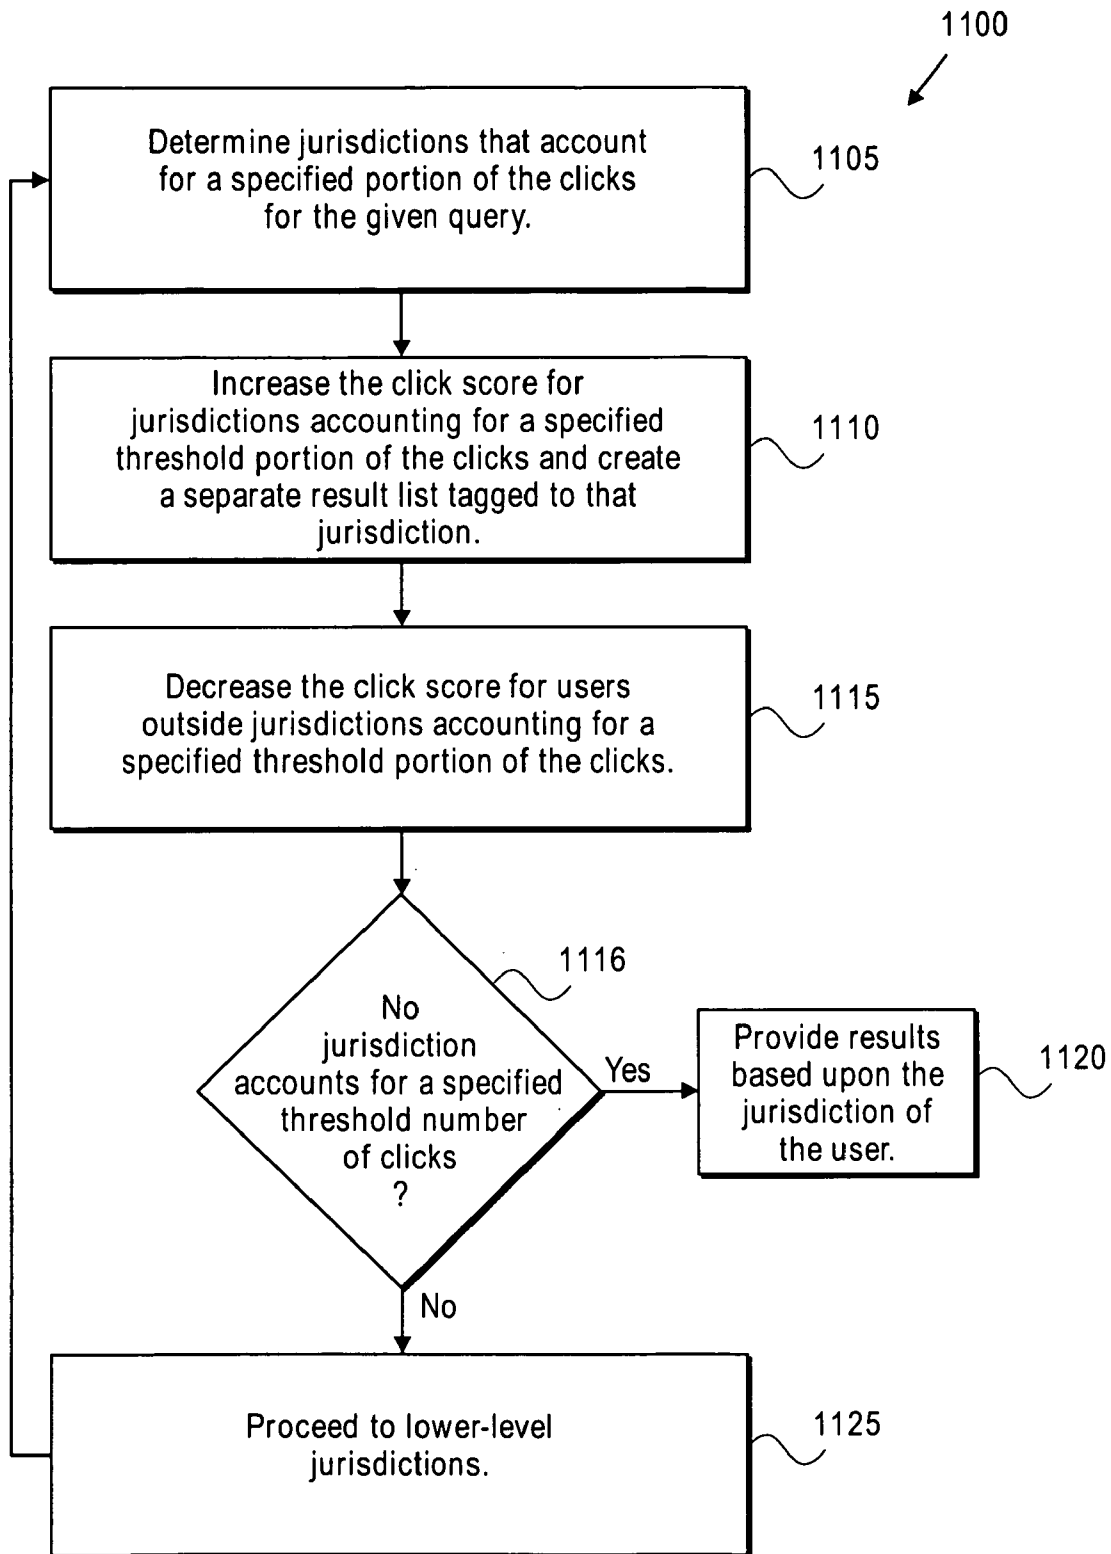 1100
Determine jurisdictions that account
for a specified portion of the clicks
for the given query.
1105
Increase the click score for
jurisdictions accounting for a specified
threshold portion of the clicks and create
a separate result list tagged to that
jurisdiction.
1110
Decrease the click score for users
outside jurisdictions accounting for a
specified threshold portion of the clicks.
1115
1116
No
jurisdiction
accounts for a specified
threshold number
of clicks
?
Yes
Provide results
based upon the
jurisdiction of
the user.
1120
No
Proceed to lower-level
jurisdictions.
1125